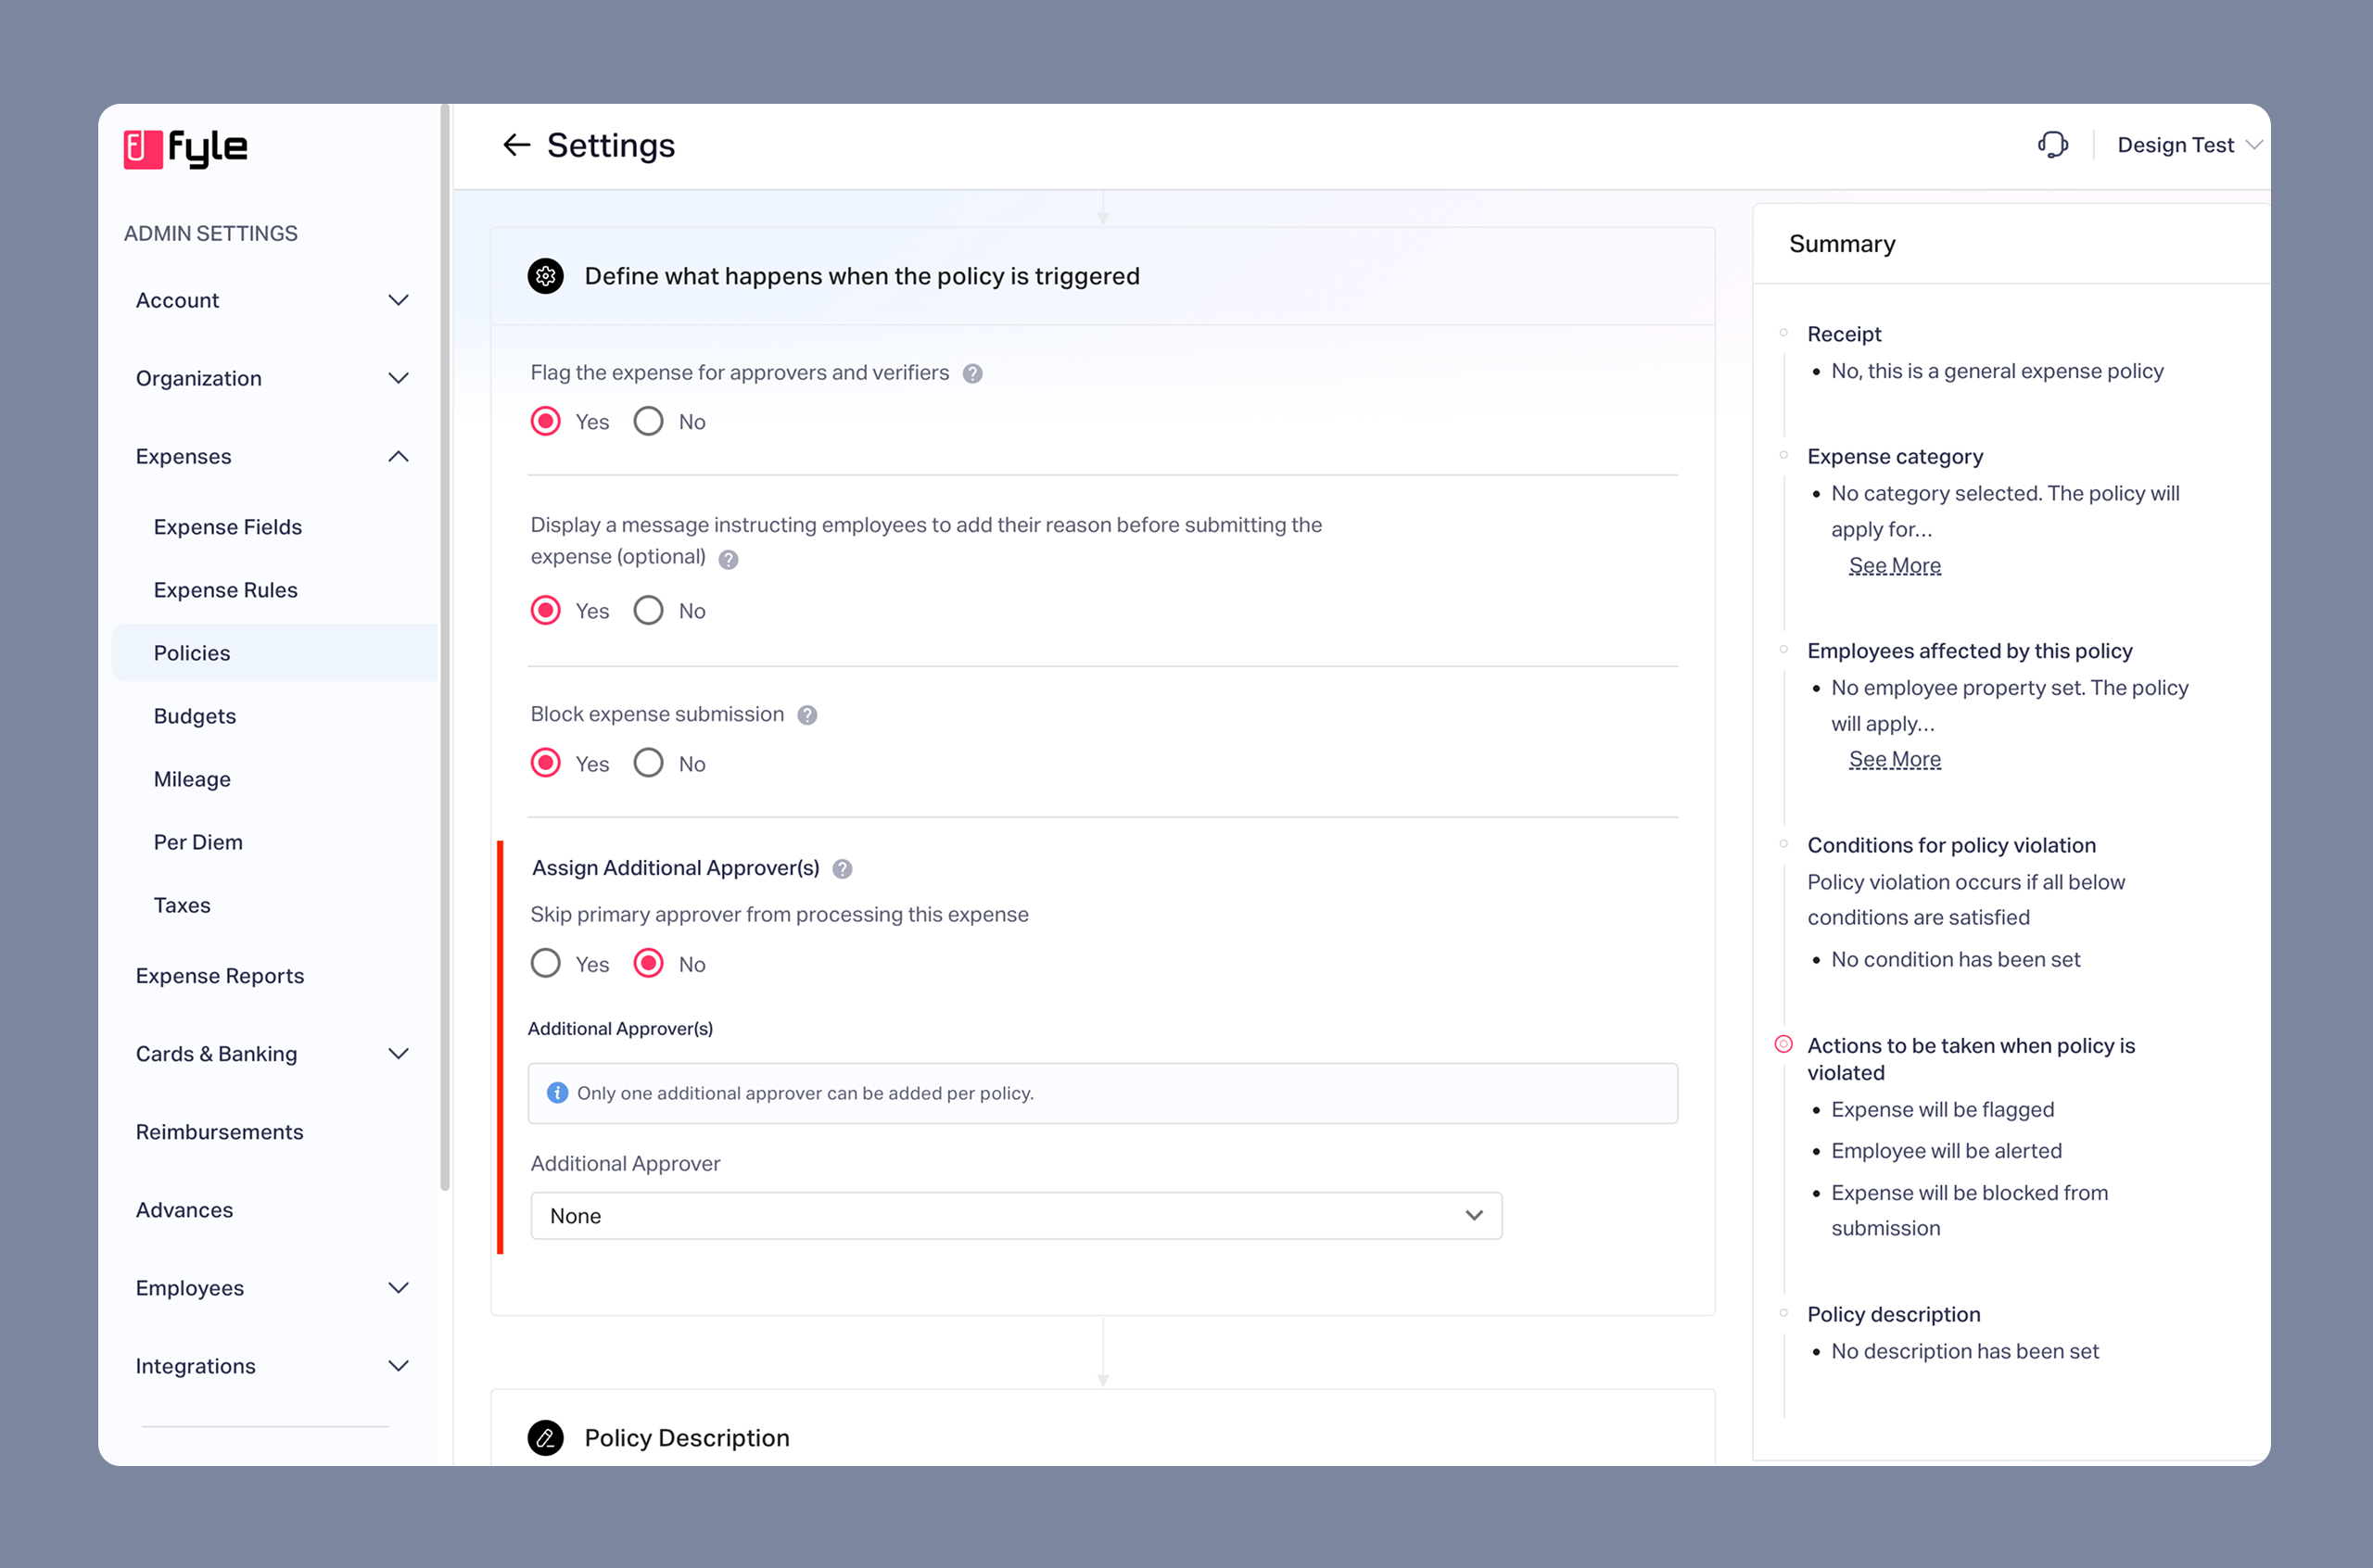 fyle
ADMIN SETTINGS
Account
Organization
Expenses
Expense Fields
Expense Rules
Policies
Budgets
Mileage
Per Diem
Taxes
Expense Reports
Cards & Banking
Reimbursements
Advances
Employees
Integrations
Settings
Design Test
Define what happens when the policy is triggered
Flag the expense for approvers and verifiers ?
Yes No
Display a message instructing employees to add their reason before submitting the
expense (optional) ?
Yes No
Block expense submission ?
Yes No
Assign Additional Approver(s) ?
Skip primary approver from processing this expense
Yes No
Additional Approver(s)
i Only one additional approver can be added per policy.
Additional Approver
None
Policy Description
Summary
Receipt
• No, this is a general expense policy
Expense category
• No category selected. The policy will
apply for...
See More
Employees affected by this policy
• No employee property set. The policy
will apply...
See More
Conditions for policy violation
Policy violation occurs if all below
conditions are satisfied
• No condition has been set
Actions to be taken when policy is
violated
• Expense will be flagged
• Employee will be alerted
• Expense will be blocked from
submission
Policy description
• No description has been set